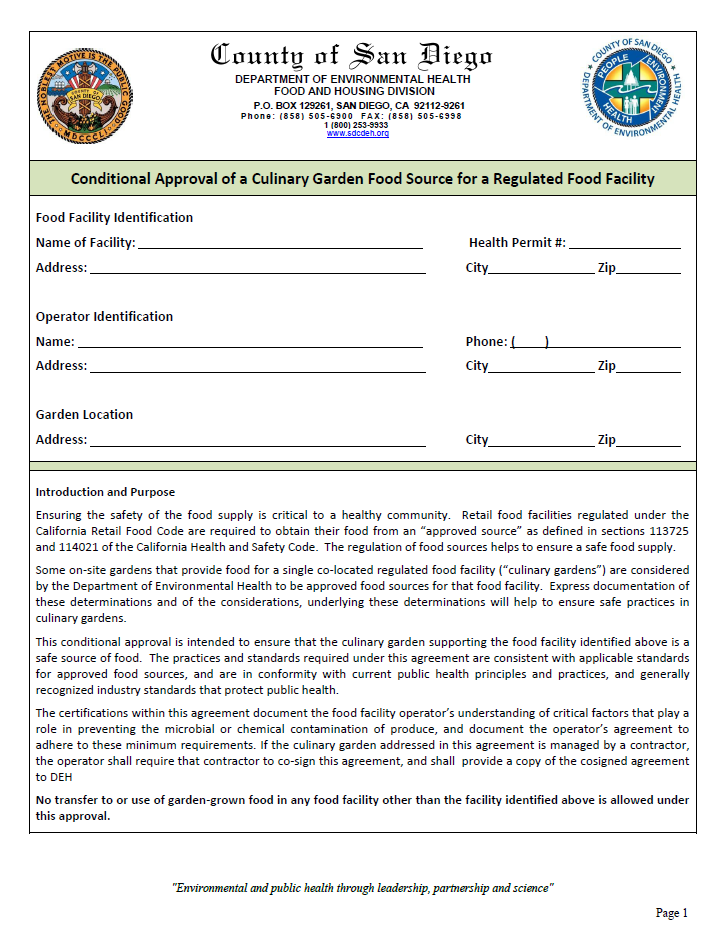 THE NOBLEST MOTIVE IS THE PUBLIC GOOD
COUNTY OF
SAN DIEGO
MDCCCLII
County of San Diego
DEPARTMENT OF ENVIRONMENTAL HEALTH
FOOD AND HOUSING DIVISION
P.O. BOX 129261, SAN DIEGO, CA 92112-9261
Phone: (858) 505-6900 FAX: (858) 505-6998
1 (800) 253-9933
www.sdcdeh.org
COUNTY OF SAN DIEGO
DEPARTMENT OF ENVIRONMENTAL HEALTH
PEOPLE
ENVIRONMENT
HEALTH
Conditional Approval of a Culinary Garden Food Source for a Regulated Food Facility
Food Facility Identification
Name of Facility: Health Permit #:
Address: City Zip
Operator Identification
Name: Phone: ( )
Address: City Zip
Garden Location
Address: City Zip
Introduction and Purpose
Ensuring the safety of the food supply is critical to a healthy community. Retail food facilities regulated under the
California Retail Food Code are required to obtain their food from an “approved source” as defined in sections 113725
and 114021 of the California Health and Safety Code. The regulation of food sources helps to ensure a safe food supply.
Some on-site gardens that provide food for a single co-located regulated food facility (“culinary gardens”) are considered
by the Department of Environmental Health to be approved food sources for that food facility. Express documentation of
these determinations and of the considerations, underlying these determinations will help to ensure safe practices in
culinary gardens.
This conditional approval is intended to ensure that the culinary garden supporting the food facility identified above is a
safe source of food. The practices and standards required under this agreement are consistent with applicable standards
for approved food sources, and are in conformity with current public health principles and practices, and generally
recognized industry standards that protect public health.
The certifications within this agreement document the food facility operator’s understanding of critical factors that play a
role in preventing the microbial or chemical contamination of produce, and document the operator’s agreement to
adhere to these minimum requirements. If the culinary garden addressed in this agreement is managed by a contractor,
the operator shall require that contractor to co-sign this agreement, and shall provide a copy of the cosigned agreement
to DEH
No transfer to or use of garden-grown food in any food facility other than the facility identified above is allowed under
this approval.
"Environmental and public health through leadership, partnership and science"
Page 1